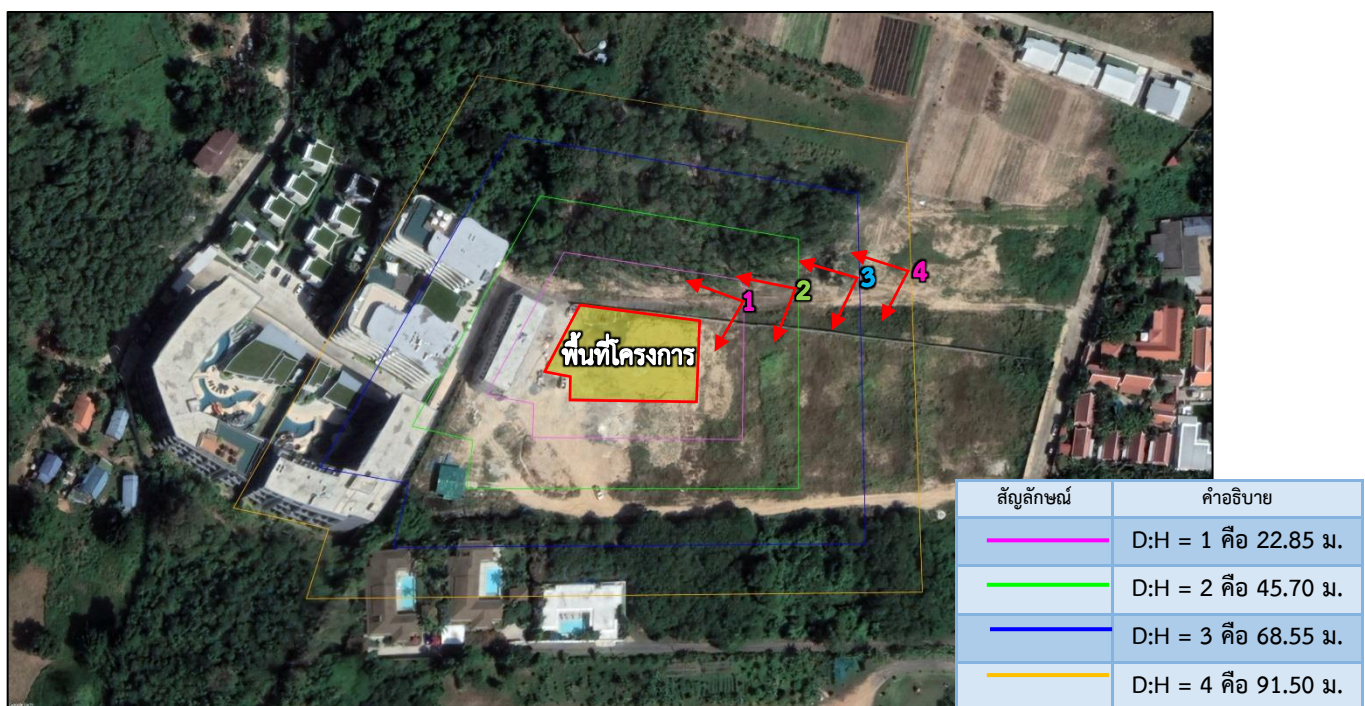 1
2
3
4
พื้นที่โครงการ
สัญลักษณ์ คำอธิบาย
D:H = 1 คือ 22.85 ม.
D:H = 2 คือ 45.70 ม.
D:H = 3 คือ 68.55 ม.
D:H = 4 คือ 91.50 ม.